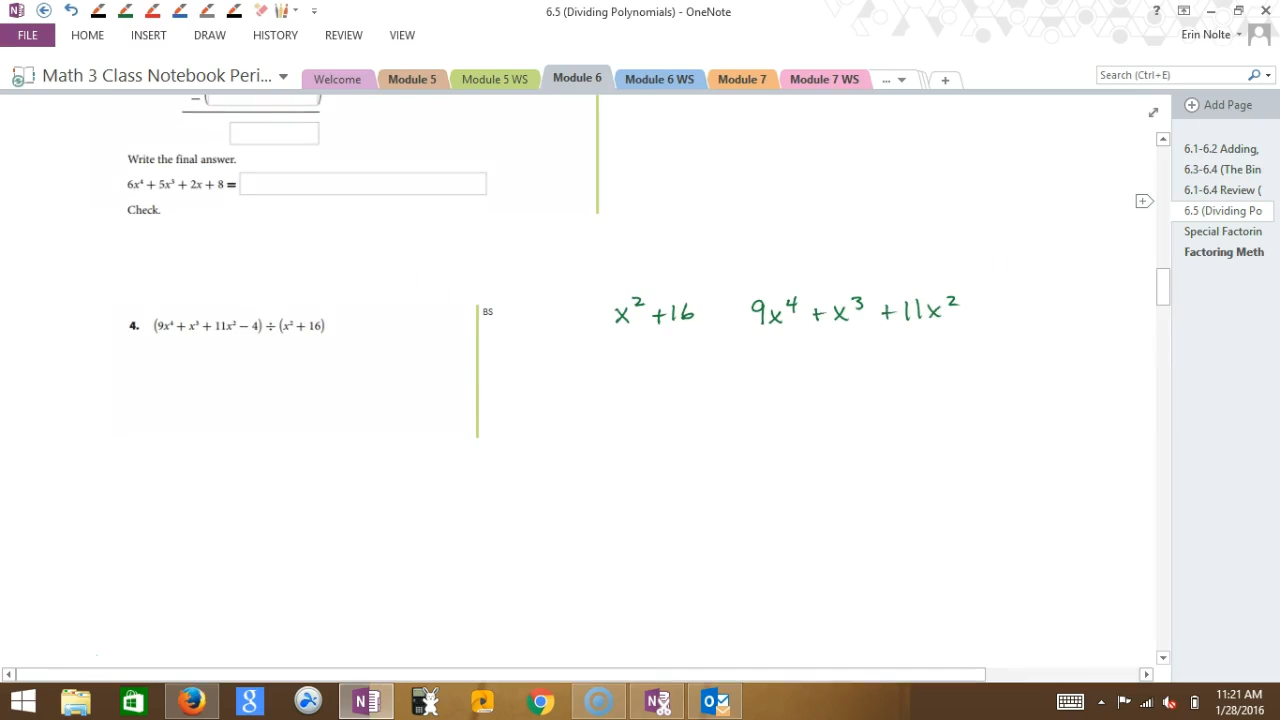 6.5 (Dividing Polynomials) - OneNote
?
FILE HOME INSERT DRAW HISTORY REVIEW VIEW
Erin Nolte
Math 3 Class Notebook Peri... Welcome Module 5 Module 5 WS Module 6 Module 6 WS Module 7 Module 7 WS ... +
Search (Ctrl+E)
Add Page
6.1-6.2 Adding,
6.3-6.4 (The Bin
6.1-6.4 Review (
6.5 (Dividing Po
Special Factorin
Factoring Meth
− (
Write the final answer.
6x⁴ + 5x³ + 2x + 8 =
Check.
4. (9x⁴ + x³ + 11x² − 4) ÷ (x² + 16)
BS
x² + 16 9x⁴ + x³ + 11x²
11:21 AM
1/28/2016